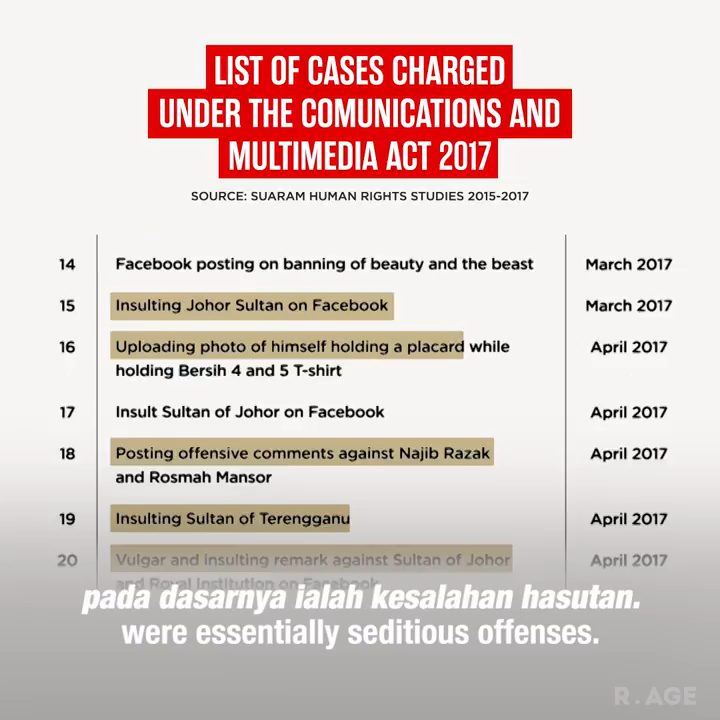 LIST OF CASES CHARGED
UNDER THE COMUNICATIONS AND
MULTIMEDIA ACT 2017
SOURCE: SUARAM HUMAN RIGHTS STUDIES 2015-2017
14 Facebook posting on banning of beauty and the beast March 2017
15 Insulting Johor Sultan on Facebook March 2017
16 Uploading photo of himself holding a placard while April 2017
holding Bersih 4 and 5 T-shirt
17 Insult Sultan of Johor on Facebook April 2017
18 Posting offensive comments against Najib Razak April 2017
and Rosmah Mansor
19 Insulting Sultan of Terengganu April 2017
20 Vulgar and insulting remark against Sultan of Johor April 2017
and Royal Institution on Facebook
pada dasarnya ialah kesalahan hasutan.
were essentially seditious offenses.
R.AGE